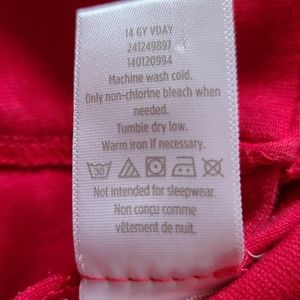 14 GY VDAY
241249897
140120994
Machine wash cold.
Only non-chlorine bleach when
needed.
Tumble dry low.
Warm iron if necessary.
30
Not intended for sleepwear.
Non conçu comme
vêtement de nuit.